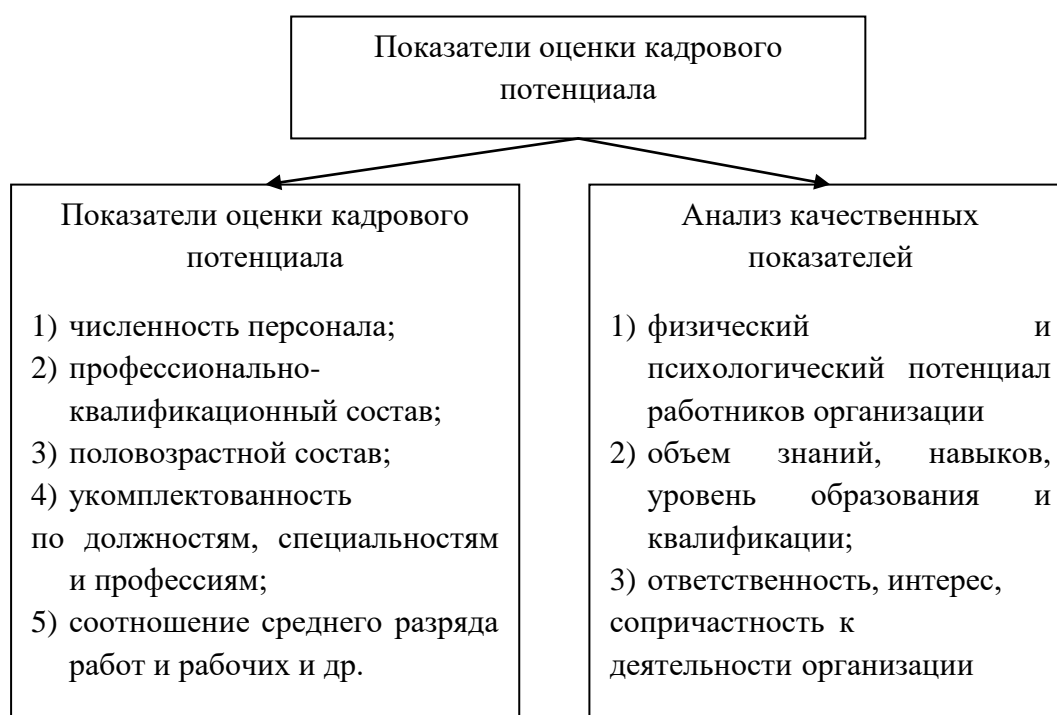 Показатели оценки кадрового
потенциала
Показатели оценки кадрового
потенциала
1) численность персонала;
2) профессионально-
квалификационный состав;
3) половозрастной состав;
4) укомплектованность
по должностям, специальностям
и профессиям;
5) соотношение среднего разряда
работ и рабочих и др.
Анализ качественных
показателей
1) физический и
психологический потенциал
работников организации
2) объем знаний, навыков,
уровень образования и
квалификации;
3) ответственность, интерес,
сопричастность к
деятельности организации